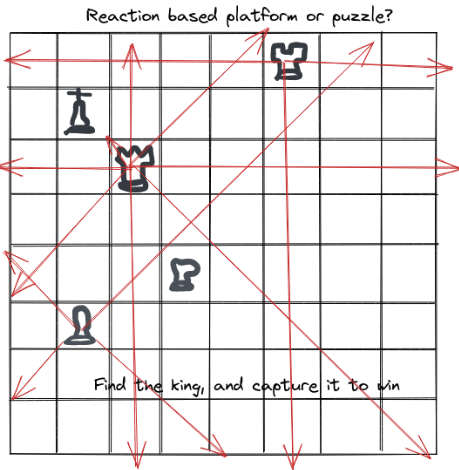 Reaction based platform or puzzle?
Find the king, and capture it to win